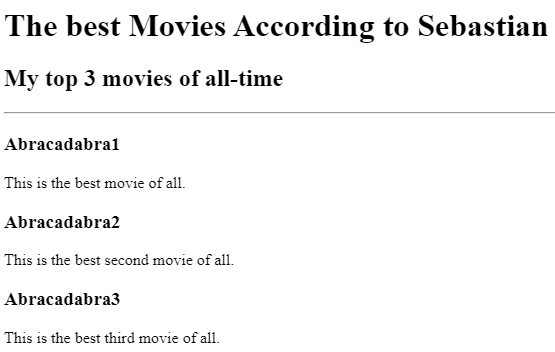 The best Movies According to Sebastian
My top 3 movies of all-time
Abracadabra1
This is the best movie of all.
Abracadabra2
This is the best second movie of all.
Abracadabra3
This is the best third movie of all.